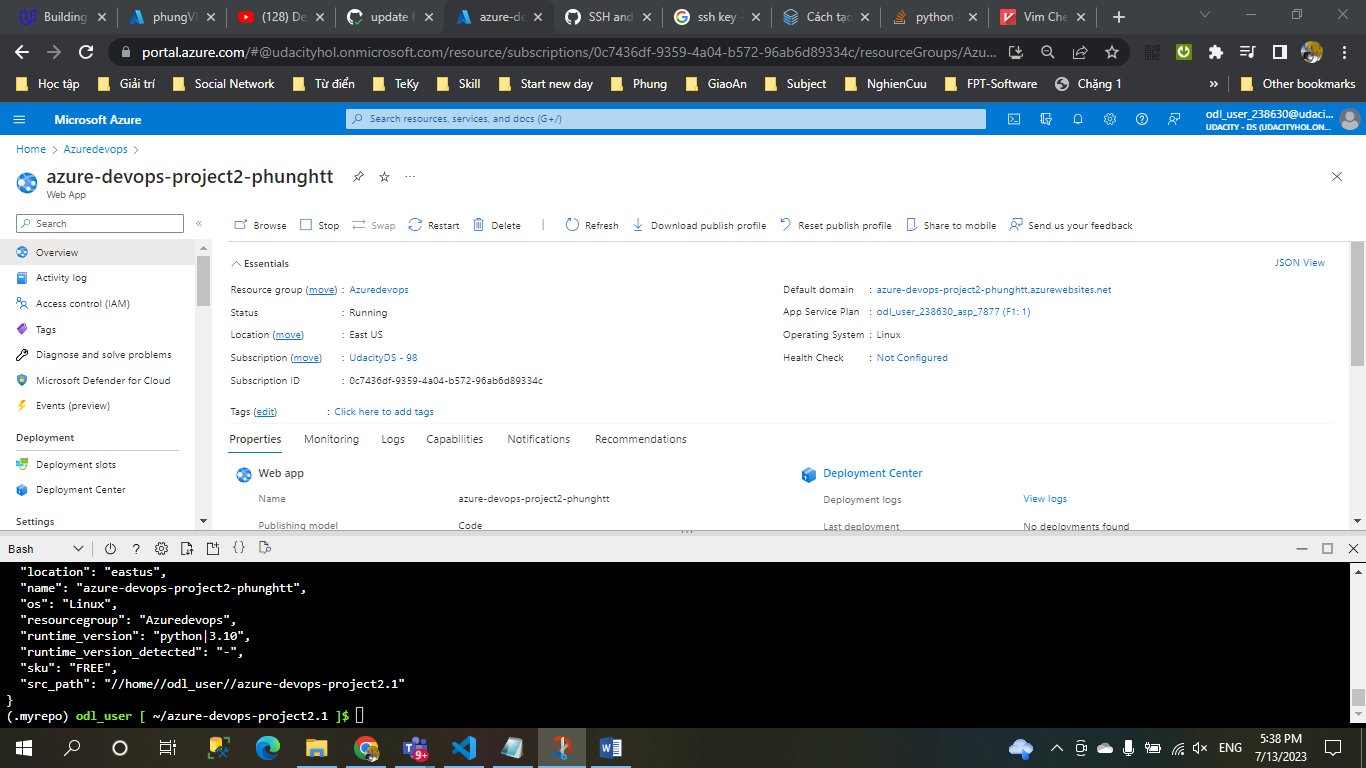 Building
phungVi
(128) De
update h
azure-de
SSH and
ssh key -
Cách tạo
python -
Vim Che
portal.azure.com/#@udacityhol.onmicrosoft.com/resource/subscriptions/0c7436df-9359-4a04-b572-96ab6d89334c/resourceGroups/Azu...
Học tập Giải trí Social Network Từ điển TeKy Skill Start new day Phung GiaoAn Subject NghienCuu FPT-Software Chặng 1 » Other bookmarks
Microsoft Azure
Search resources, services, and docs (G+/)
odl_user_238630@udaci...
UDACITY - DS (UDACITYHOL.ON...
Home > Azuredevops >
azure-devops-project2-phunghtt
Web App
Search «
Browse Stop Swap Restart Delete Refresh Download publish profile Reset publish profile Share to mobile Send us your feedback
Overview
Activity log
Access control (IAM)
Tags
Diagnose and solve problems
Microsoft Defender for Cloud
Events (preview)
Deployment
Deployment slots
Deployment Center
Settings
Essentials
JSON View
Resource group (move) : Azuredevops
Status : Running
Location (move) : East US
Subscription (move) : UdacityDS - 98
Subscription ID : 0c7436df-9359-4a04-b572-96ab6d89334c
Default domain : azure-devops-project2-phunghtt.azurewebsites.net
App Service Plan : odl_user_238630_asp_7877 (F1: 1)
Operating System : Linux
Health Check : Not Configured
Tags (edit) : Click here to add tags
Properties Monitoring Logs Capabilities Notifications Recommendations
Web app
Name azure-devops-project2-phunghtt
Publishing model Code
Deployment Center
Deployment logs View logs
Last deployment No deployments found
Bash ? {}
"location": "eastus",
"name": "azure-devops-project2-phunghtt",
"os": "Linux",
"resourcegroup": "Azuredevops",
"runtime_version": "python|3.10",
"runtime_version_detected": "-",
"sku": "FREE",
"src_path": "//home//odl_user//azure-devops-project2.1"
}
(.myrepo) odl_user [ ~/azure-devops-project2.1 ]$
9+
ENG
5:38 PM
7/13/2023